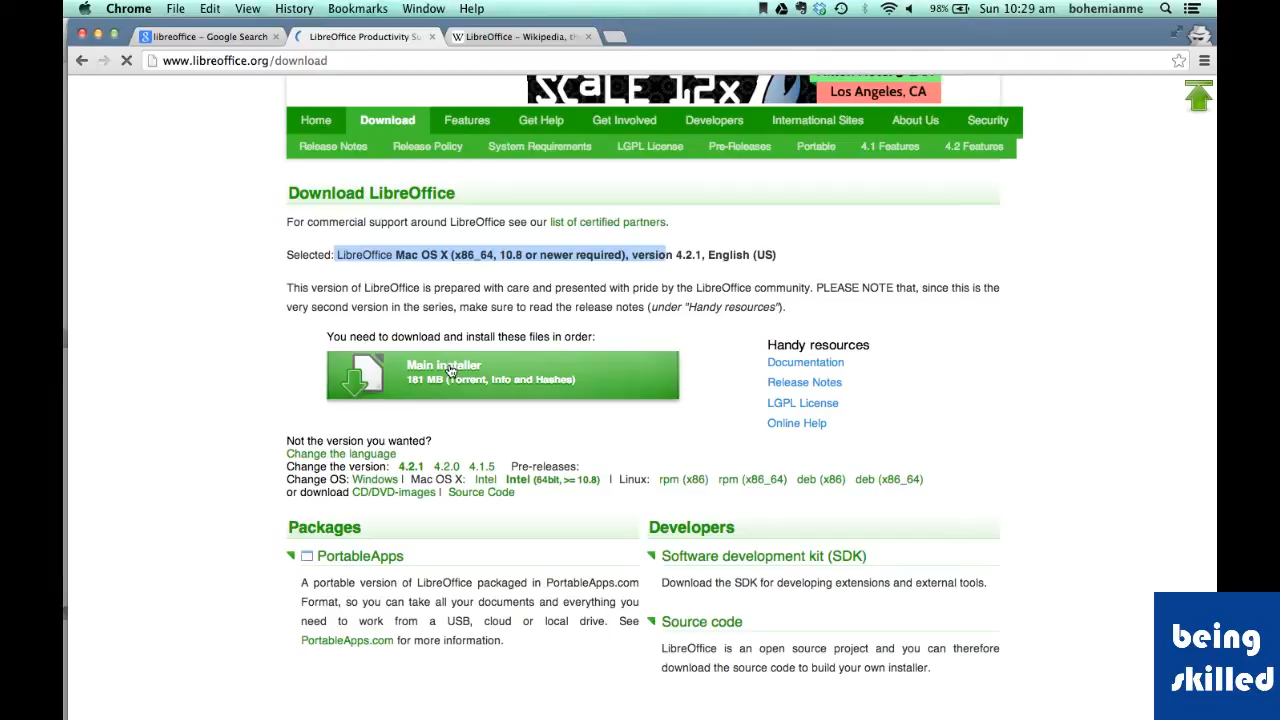 Chrome File Edit View History Bookmarks Window Help 98% Sun 10:29 am bohemianme
libreoffice - Google Search LibreOffice Productivity Su LibreOffice - Wikipedia, the
www.libreoffice.org/download
SCALE 12x
Los Angeles, CA
Home Download Features Get Help Get Involved Developers International Sites About Us Security
Release Notes Release Policy System Requirements LGPL License Pre-Releases Portable 4.1 Features 4.2 Features
Download LibreOffice
For commercial support around LibreOffice see our list of certified partners.
Selected: LibreOffice Mac OS X (x86_64, 10.8 or newer required), version 4.2.1, English (US)
This version of LibreOffice is prepared with care and presented with pride by the LibreOffice community. PLEASE NOTE that, since this is the
very second version in the series, make sure to read the release notes (under "Handy resources").
You need to download and install these files in order:
Main installer
181 MB (Torrent, Info and Hashes)
Handy resources
Documentation
Release Notes
LGPL License
Online Help
Not the version you wanted?
Change the language
Change the version: 4.2.1 4.2.0 4.1.5 Pre-releases:
Change OS: Windows | Mac OS X: Intel Intel (64bit, >= 10.8) | Linux: rpm (x86) rpm (x86_64) deb (x86) deb (x86_64)
or download CD/DVD-images | Source Code
Packages
PortableApps
A portable version of LibreOffice packaged in PortableApps.com
Format, so you can take all your documents and everything you
need to work from a USB, cloud or local drive. See
PortableApps.com for more information.
Developers
Software development kit (SDK)
Download the SDK for developing extensions and external tools.
Source code
LibreOffice is an open source project and you can therefore
download the source code to build your own installer.
being
skilled